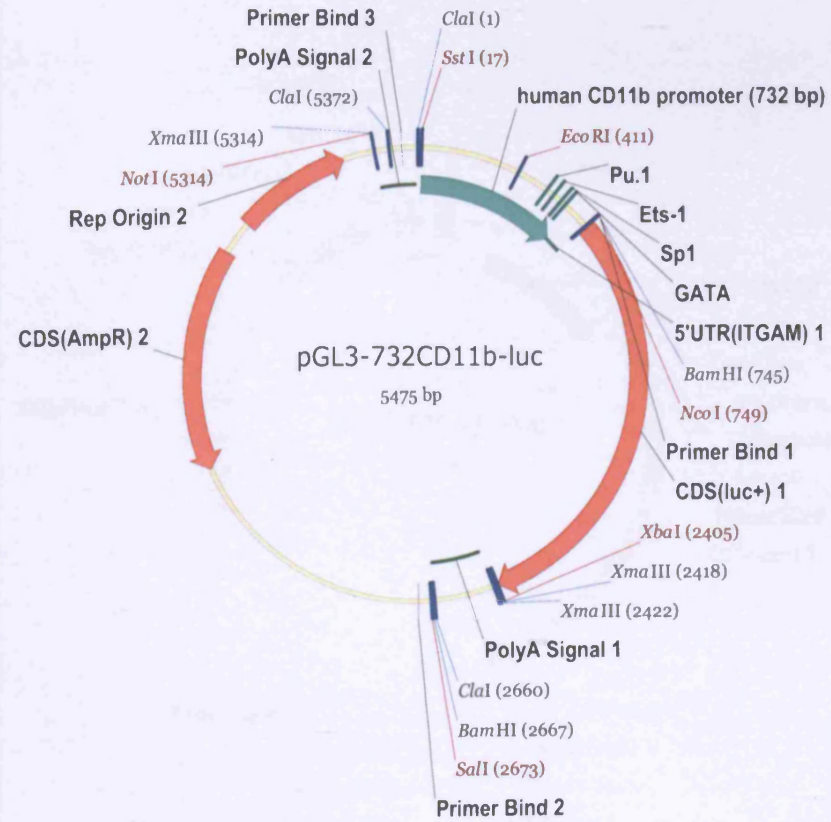 Primer Bind 3
ClaI (1)
PolyA Signal 2
SstI (17)
ClaI (5372)
human CD11b promoter (732 bp)
XmaIII (5314)
EcoRI (411)
NotI (5314)
Pu.1
Rep Origin 2
Ets-1
Sp1
GATA
CDS(AmpR) 2
5'UTR(ITGAM) 1
pGL3-732CD11b-luc
5475 bp
BamHI (745)
NcoI (749)
Primer Bind 1
CDS(luc+) 1
XbaI (2405)
XmaIII (2418)
XmaIII (2422)
PolyA Signal 1
ClaI (2660)
BamHI (2667)
SalI (2673)
Primer Bind 2